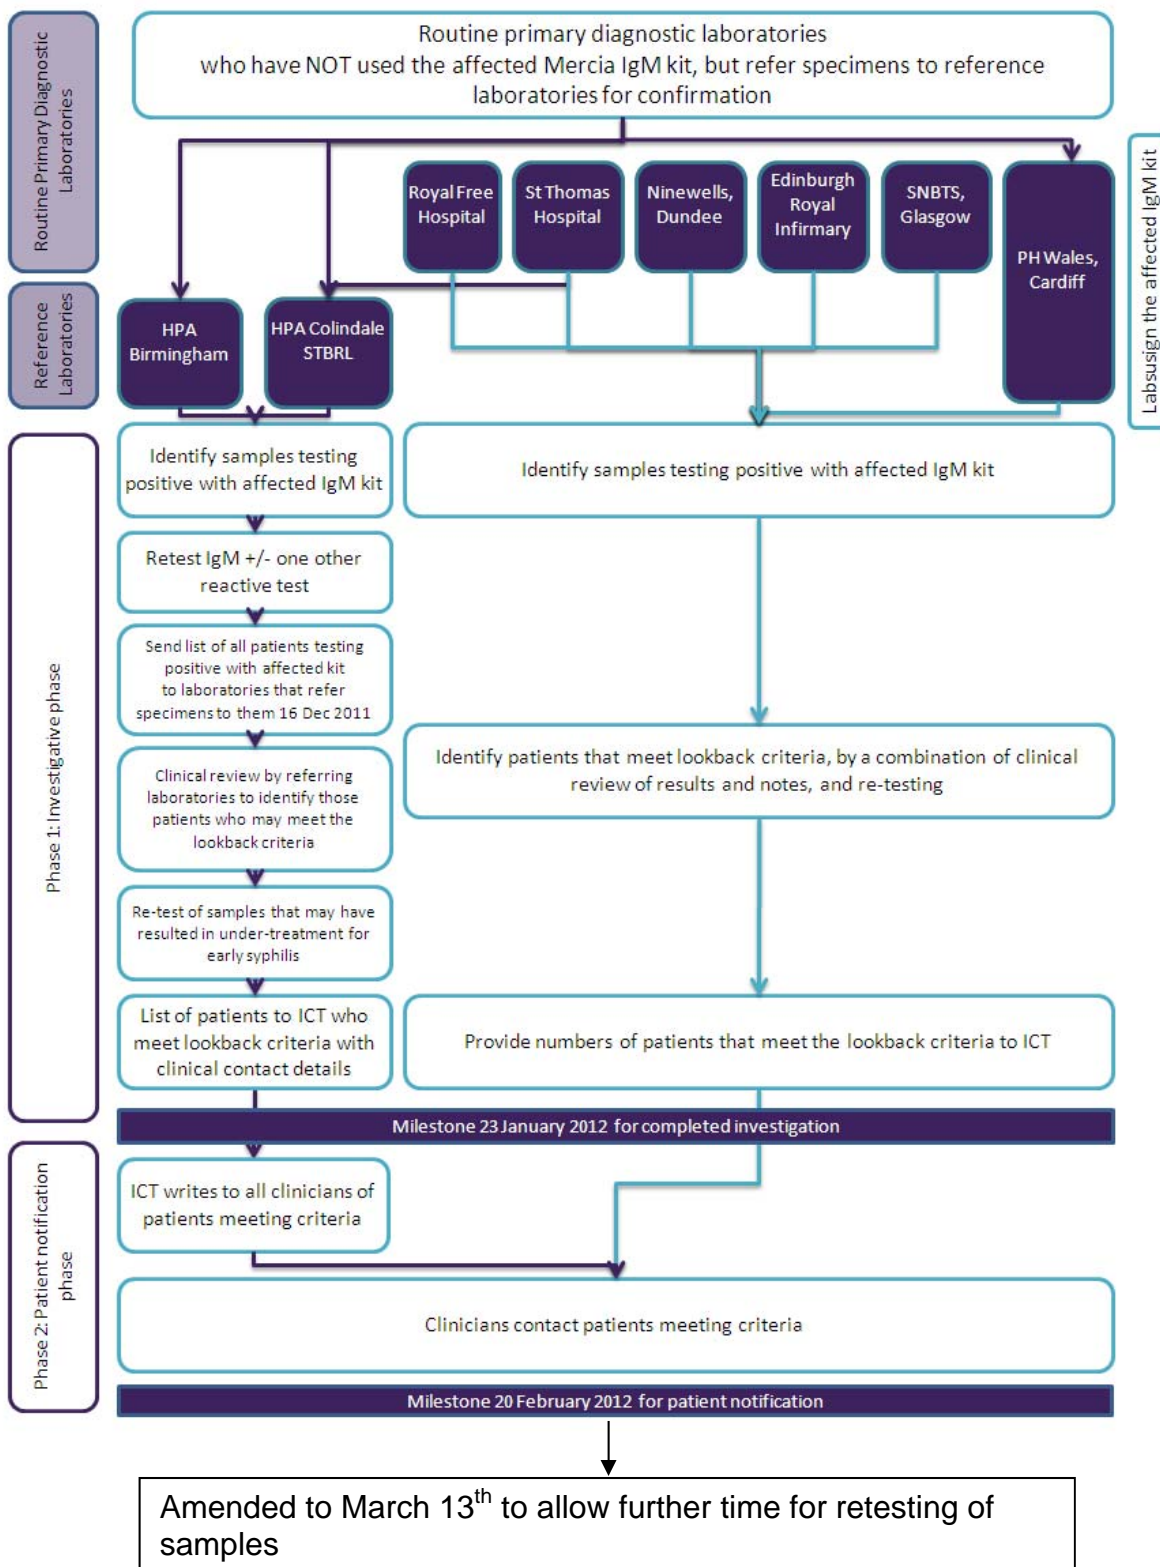 Routine Primary Diagnostic
Laboratories
Routine primary diagnostic laboratories
who have NOT used the affected Mercia IgM kit, but refer specimens to reference
laboratories for confirmation
Labsusign the affected IgM kit
Royal Free
Hospital
St Thomas
Hospital
Ninewells,
Dundee
Edinburgh
Royal
Infirmary
SNBTS,
Glasgow
PH Wales,
Cardiff
Reference
Laboratories
HPA
Birmingham
HPA Colindale
STBRL
Phase 1: Investigative phase
Identify samples testing
positive with affected IgM kit
Identify samples testing positive with affected IgM kit
Retest IgM +/- one other
reactive test
Send list of all patients testing
positive with affected kit
to laboratories that refer
specimens to them 16 Dec 2011
Clinical review by referring
laboratories to identify those
patients who may meet the
lookback criteria
Identify patients that meet lookback criteria, by a combination of clinical
review of results and notes, and re-testing
Re-test of samples that may have
resulted in under-treatment for
early syphilis
List of patients to ICT who
meet lookback criteria with
clinical contact details
Provide numbers of patients that meet the lookback criteria to ICT
Milestone 23 January 2012 for completed investigation
Phase 2: Patient notification
phase
ICT writes to all clinicians of
patients meeting criteria
Clinicians contact patients meeting criteria
Milestone 20 February 2012 for patient notification
Amended to March 13th to allow further time for retesting of
samples